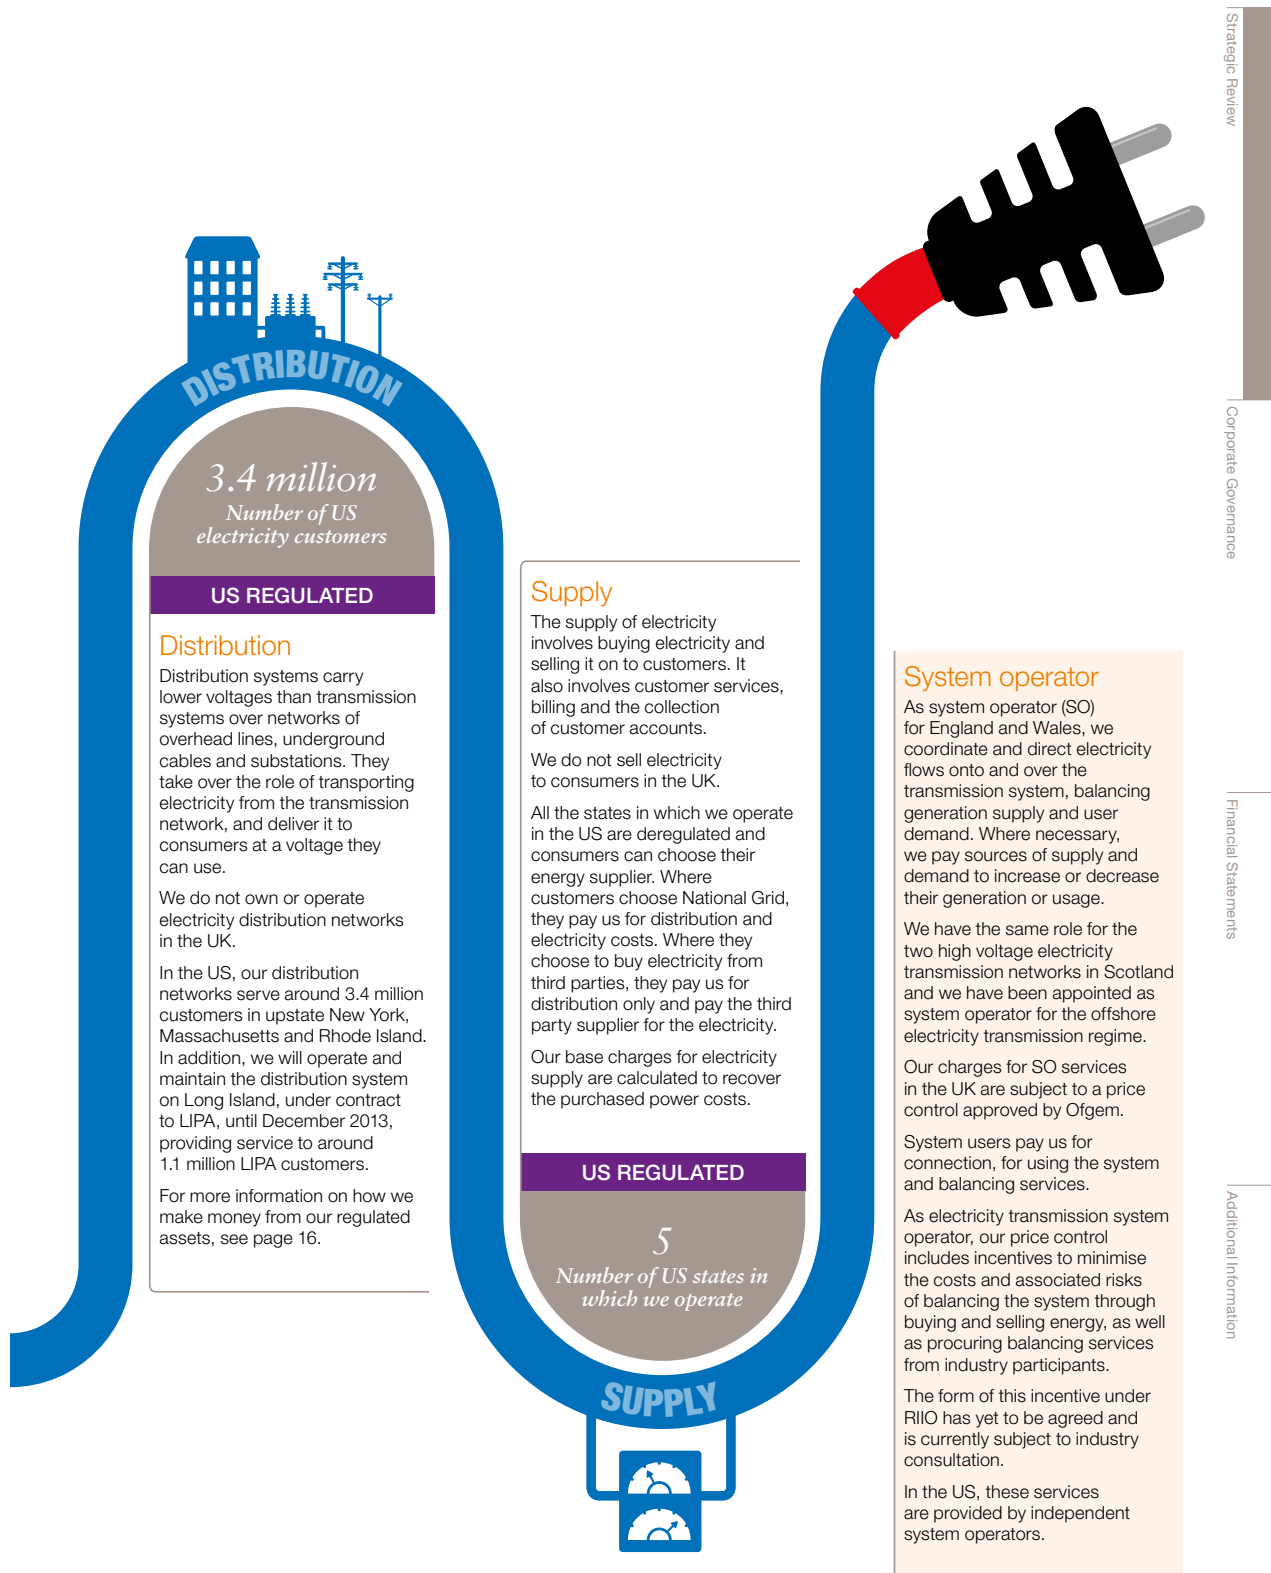 DISTRIBUTION
3.4 million
Number of US
electricity customers
US REGULATED
Distribution
Distribution systems carry
lower voltages than transmission
systems over networks of
overhead lines, underground
cables and substations. They
take over the role of transporting
electricity from the transmission
network, and deliver it to
consumers at a voltage they
can use.
We do not own or operate
electricity distribution networks
in the UK.
In the US, our distribution
networks serve around 3.4 million
customers in upstate New York,
Massachusetts and Rhode Island.
In addition, we will operate and
maintain the distribution system
on Long Island, under contract
to LIPA, until December 2013,
providing service to around
1.1 million LIPA customers.
For more information on how we
make money from our regulated
assets, see page 16.
Supply
The supply of electricity
involves buying electricity and
selling it on to customers. It
also involves customer services,
billing and the collection
of customer accounts.
We do not sell electricity
to consumers in the UK.
All the states in which we operate
in the US are deregulated and
consumers can choose their
energy supplier. Where
customers choose National Grid,
they pay us for distribution and
electricity costs. Where they
choose to buy electricity from
third parties, they pay us for
distribution only and pay the third
party supplier for the electricity.
Our base charges for electricity
supply are calculated to recover
the purchased power costs.
US REGULATED
5
Number of US states in
which we operate
SUPPLY
System operator
As system operator (SO)
for England and Wales, we
coordinate and direct electricity
flows onto and over the
transmission system, balancing
generation supply and user
demand. Where necessary,
we pay sources of supply and
demand to increase or decrease
their generation or usage.
We have the same role for the
two high voltage electricity
transmission networks in Scotland
and we have been appointed as
system operator for the offshore
electricity transmission regime.
Our charges for SO services
in the UK are subject to a price
control approved by Ofgem.
System users pay us for
connection, for using the system
and balancing services.
As electricity transmission system
operator, our price control
includes incentives to minimise
the costs and associated risks
of balancing the system through
buying and selling energy, as well
as procuring balancing services
from industry participants.
The form of this incentive under
RIIO has yet to be agreed and
is currently subject to industry
consultation.
In the US, these services
are provided by independent
system operators.
Strategic Review
Corporate Governance
Financial Statements
Additional Information